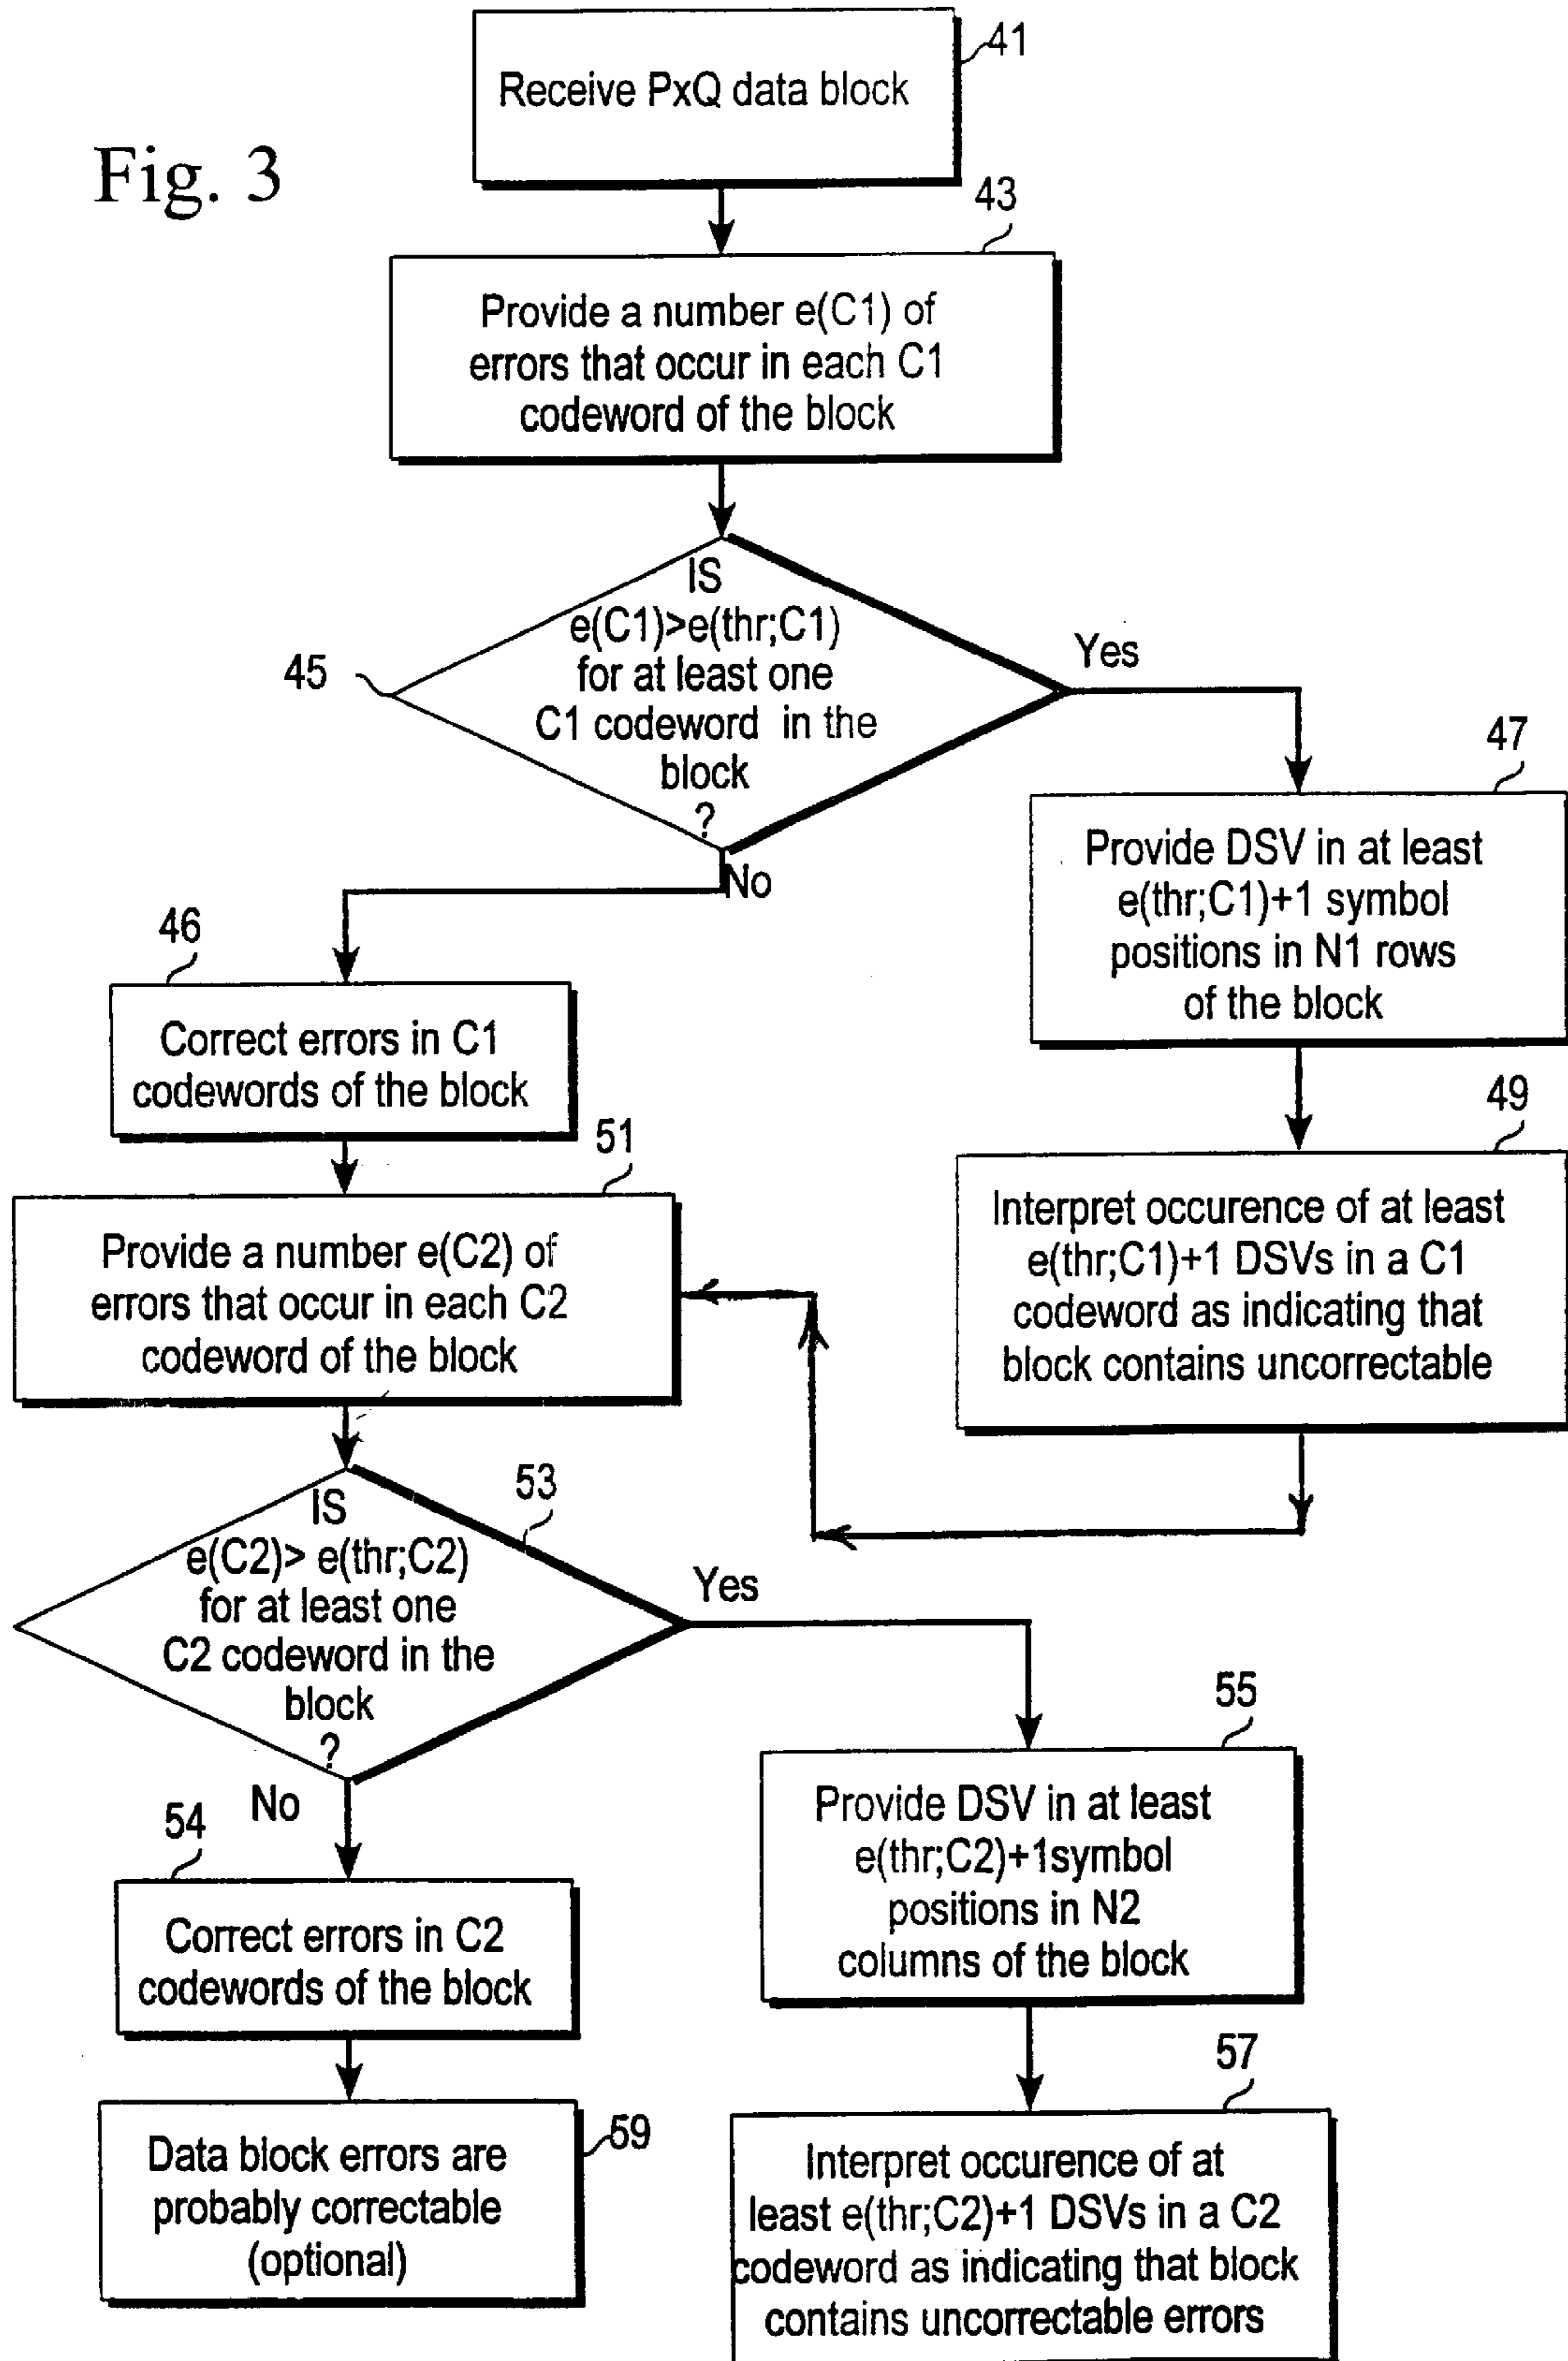 Fig. 3
41
Receive PxQ data block
43
Provide a number e(C1) of
errors that occur in each C1
codeword of the block
45
IS
e(C1)>e(thr;C1)
for at least one
C1 codeword in the
block
?
Yes
No
47
Provide DSV in at least
e(thr;C1)+1 symbol
positions in N1 rows
of the block
46
Correct errors in C1
codewords of the block
49
Interpret occurence of at least
e(thr;C1)+1 DSVs in a C1
codeword as indicating that
block contains uncorrectable
51
Provide a number e(C2) of
errors that occur in each C2
codeword of the block
53
IS
e(C2)> e(thr;C2)
for at least one
C2 codeword in the
block
?
Yes
No
55
Provide DSV in at least
e(thr;C2)+1symbol
positions in N2
columns of the block
54
Correct errors in C2
codewords of the block
57
Interpret occurence of at
least e(thr;C2)+1 DSVs in a C2
codeword as indicating that block
contains uncorrectable errors
59
Data block errors are
probably correctable
(optional)